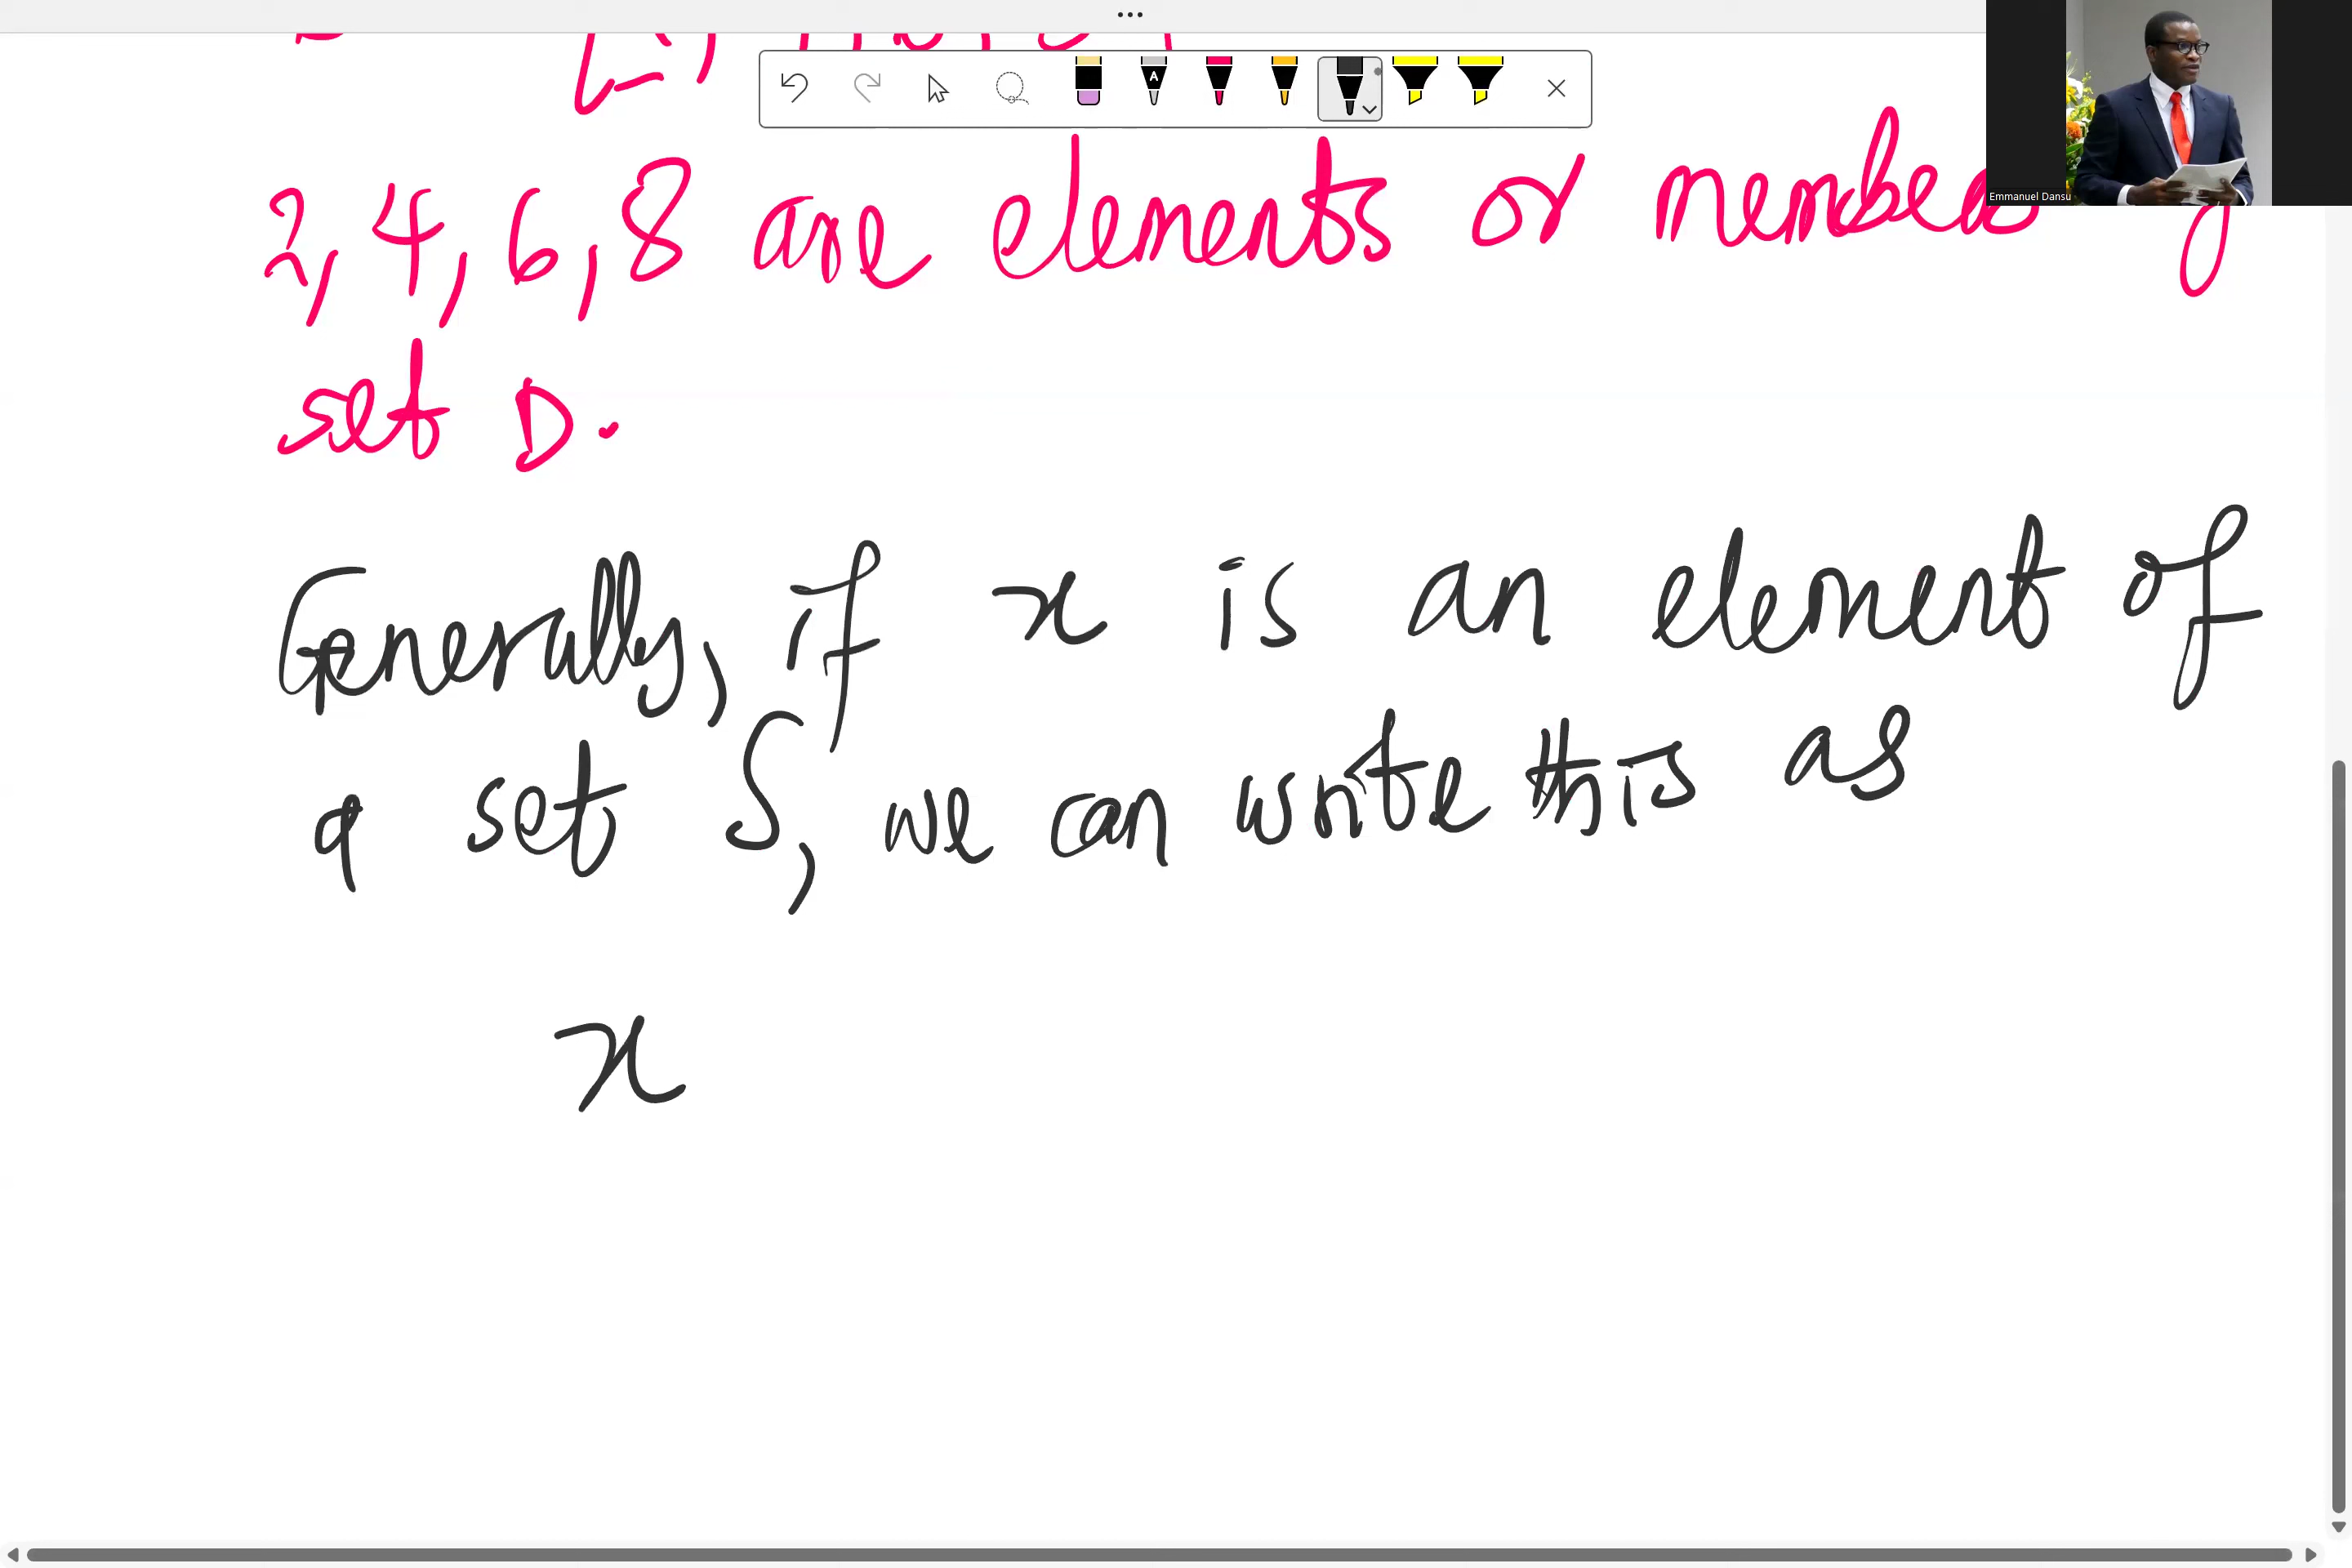 2, 4, 6, 8 are elements or members
set D.
Generally, if x is an element of
a set S, we can write this as
x
A
Emmanuel Dansu